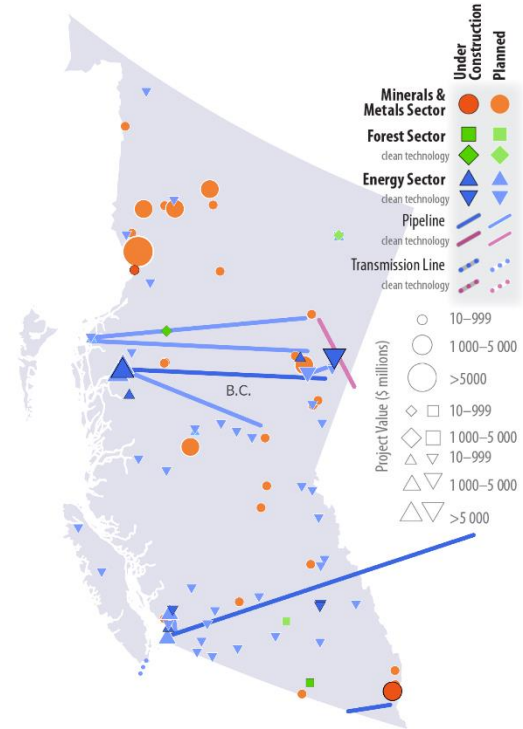 Under
Construction
Planned
Minerals &
Metals Sector
Forest Sector
clean technology
Energy Sector
clean technology
Pipeline
clean technology
Transmission Line
clean technology
Project Value ($ millions)
10–999
1 000–5 000
>5000
10–999
1 000–5 000
10–999
1 000–5 000
>5 000
B.C.